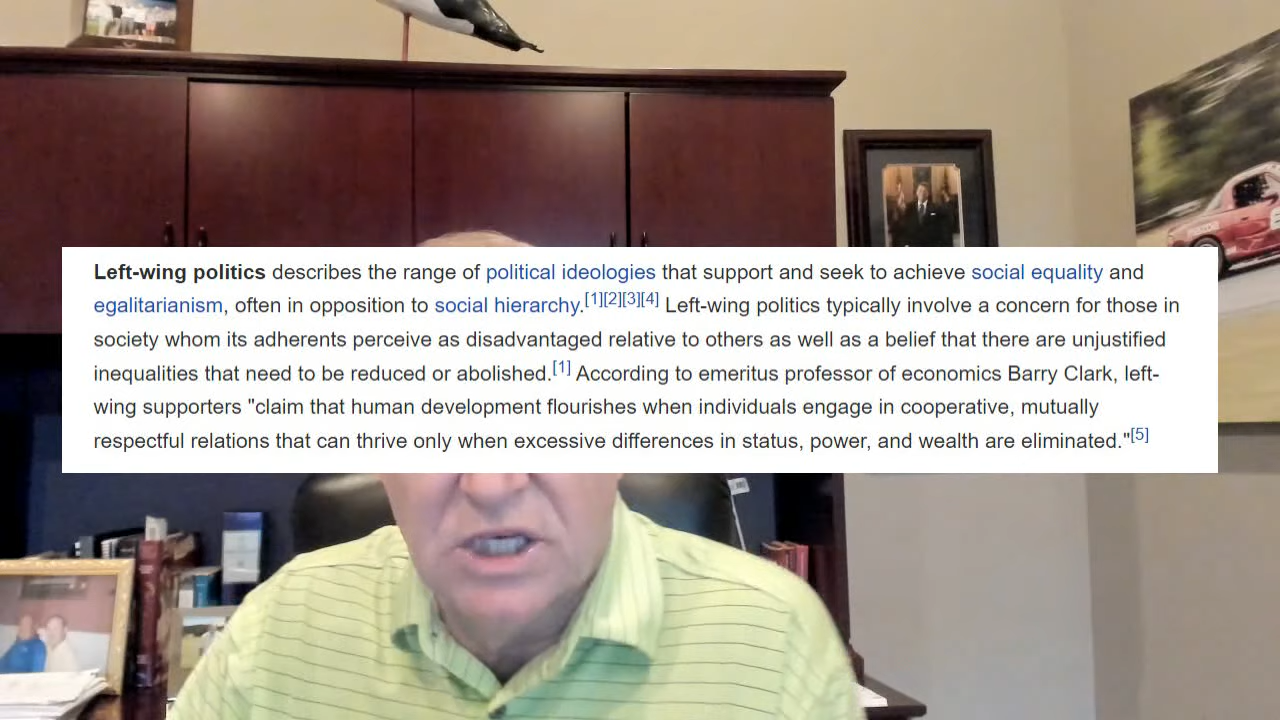 Left-wing politics describes the range of political ideologies that support and seek to achieve social equality and
egalitarianism, often in opposition to social hierarchy.[1][2][3][4] Left-wing politics typically involve a concern for those in
society whom its adherents perceive as disadvantaged relative to others as well as a belief that there are unjustified
inequalities that need to be reduced or abolished.[1] According to emeritus professor of economics Barry Clark, left-
wing supporters "claim that human development flourishes when individuals engage in cooperative, mutually
respectful relations that can thrive only when excessive differences in status, power, and wealth are eliminated."[5]